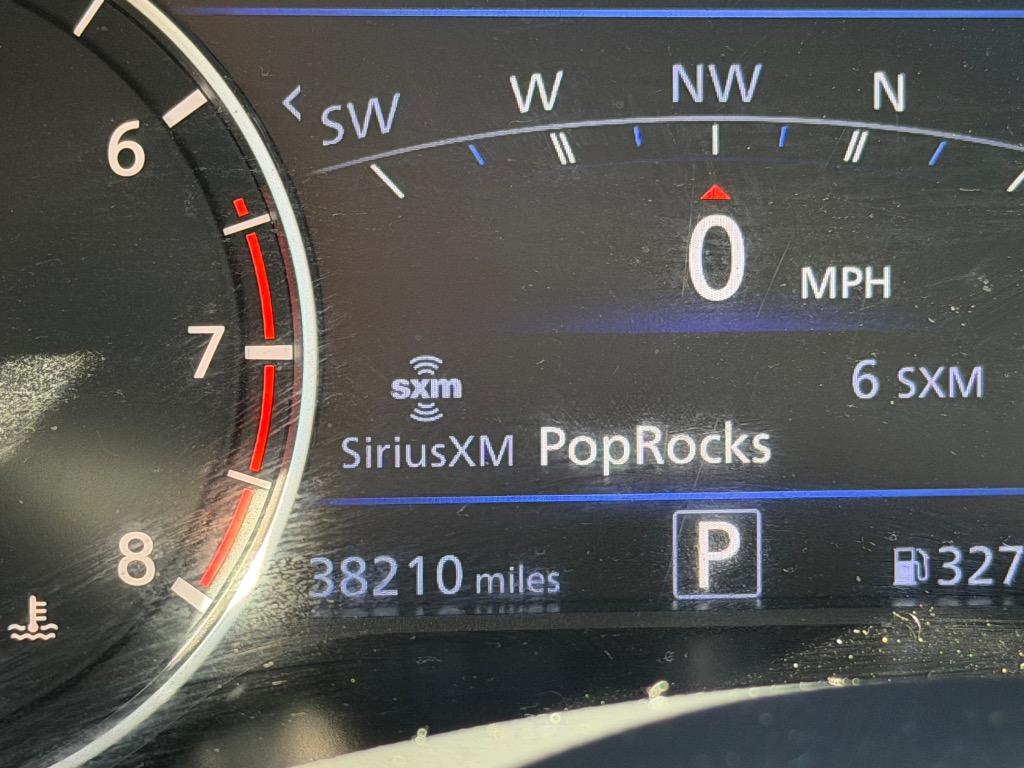 < SW W NW N
6
0 MPH
7
sxm
6 SXM
SiriusXM PopRocks
8
38210 miles P 327